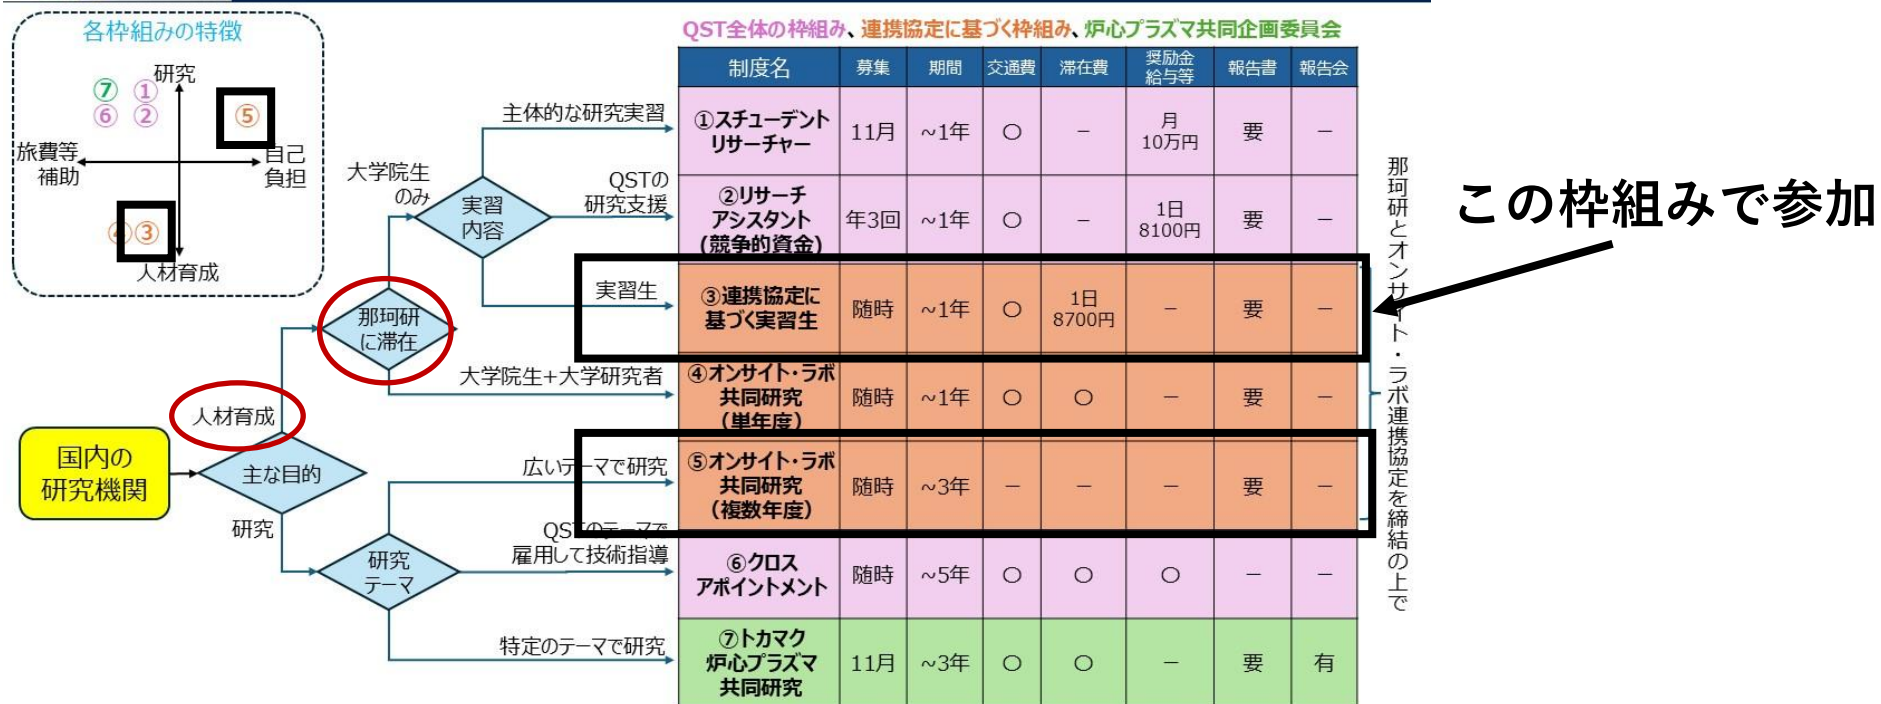 各枠組みの特徴
研究
⑦ ①
⑥ ②
⑤
旅費等
補助
自己
負担
④③
人材育成
QST全体の枠組み、連携協定に基づく枠組み、炉心プラズマ共同企画委員会
制度名 募集 期間 交通費 滞在費 奨励金 給与等 報告書 報告会
主体的な研究実習
①スチューデント
リサーチャー
11月 ~1年 〇 − 月 10万円 要 −
大学院生
のみ
実習
内容
QSTの
研究支援
②リサーチ
アシスタント
(競争的資金)
年3回 ~1年 〇 − 1日 8100円 要 −
実習生
③連携協定に
基づく実習生
随時 ~1年 〇 1日 8700円 − 要 −
那珂研
に滞在
大学院生+大学研究者
④オンサイト・ラボ
共同研究
(単年度)
随時 ~1年 〇 〇 − 要 −
人材育成
国内の
研究機関
主な目的
研究
広いテーマで研究
⑤オンサイト・ラボ
共同研究
(複数年度)
随時 ~3年 − − − 要 −
研究
テーマ
QSTのテーマで
雇用して技術指導
⑥クロス
アポイントメント
随時 ~5年 〇 〇 〇 − −
特定のテーマで研究
⑦トカマク
炉心プラズマ
共同研究
11月 ~3年 〇 〇 − 要 有
那珂研とオンサイト・ラボ連携協定を締結の上で
この枠組みで参加